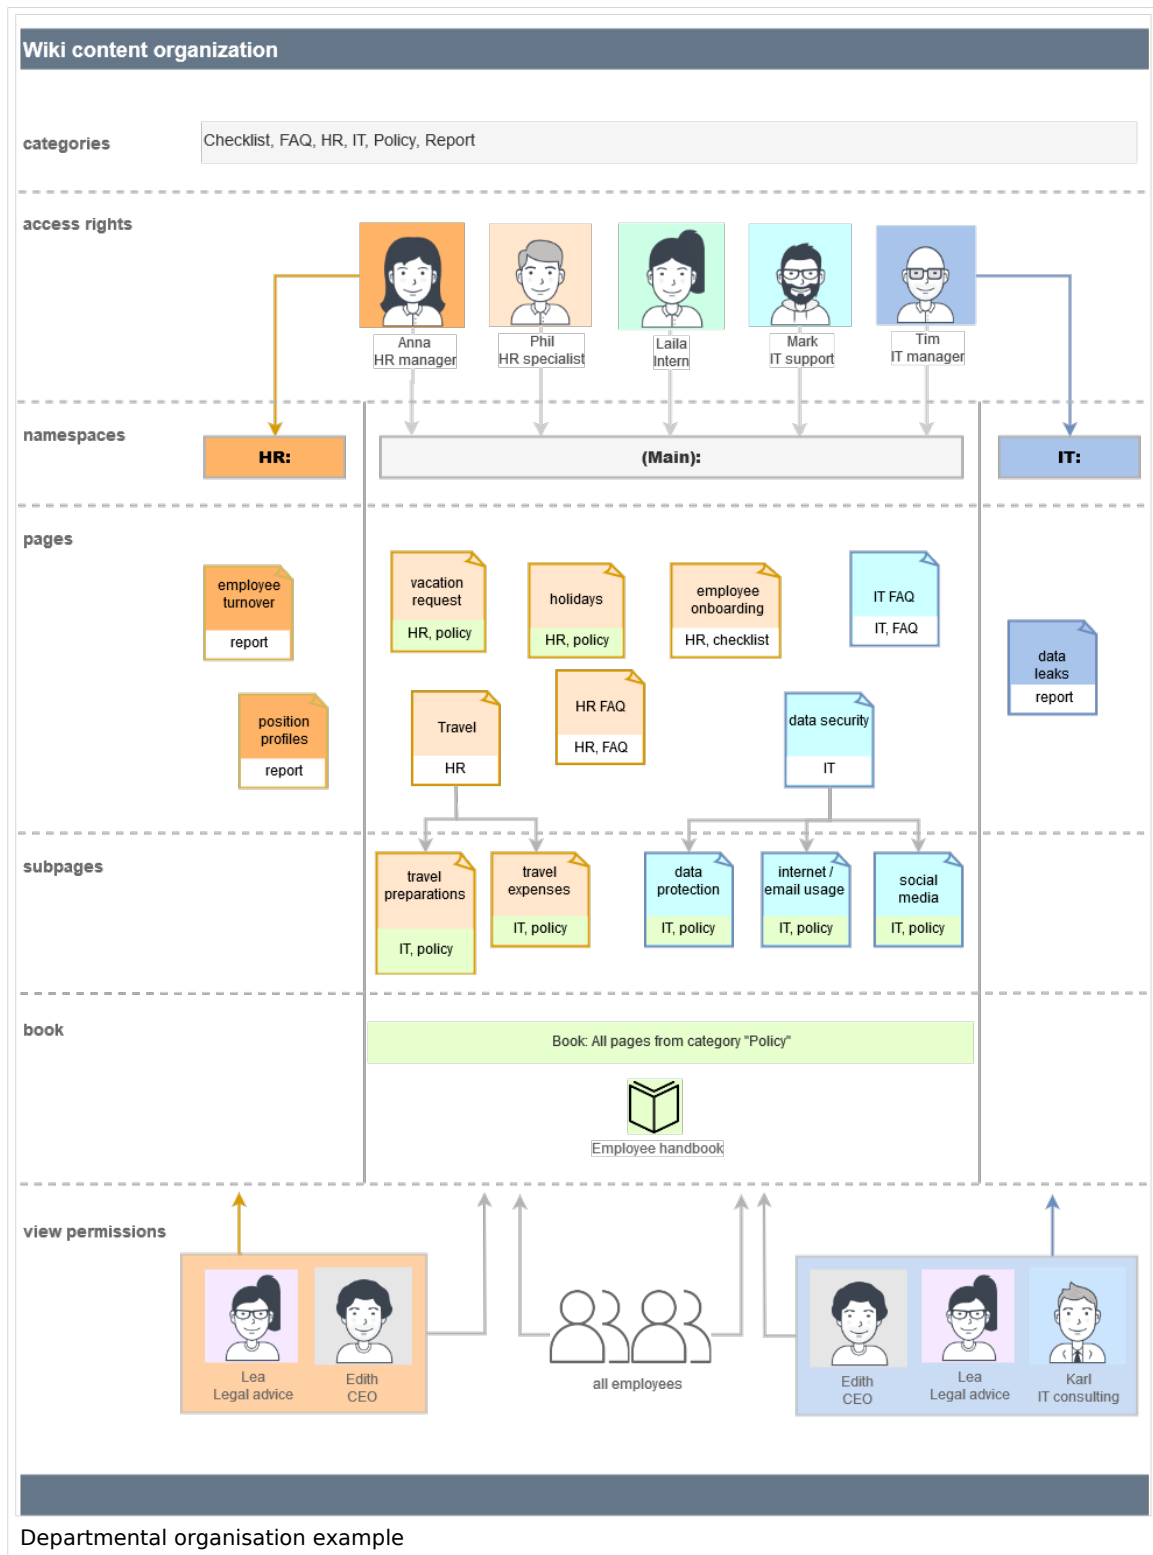 Wiki content organization
categories
Checklist, FAQ, HR, IT, Policy, Report
access rights
Anna
HR manager
Phil
HR specialist
Laila
Intern
Mark
IT support
Tim
IT manager
namespaces
HR:
(Main):
IT:
pages
employee
turnover
report
position
profiles
report
vacation
request
HR, policy
holidays
HR, policy
employee
onboarding
HR, checklist
IT FAQ
IT, FAQ
Travel
HR
HR FAQ
HR, FAQ
data security
IT
data
leaks
report
subpages
travel
preparations
IT, policy
travel
expenses
IT, policy
data
protection
IT, policy
internet /
email usage
IT, policy
social
media
IT, policy
book
Book: All pages from category "Policy"
Employee handbook
view permissions
Lea
Legal advice
Edith
CEO
all employees
Edith
CEO
Lea
Legal advice
Karl
IT consulting
Departmental organisation example